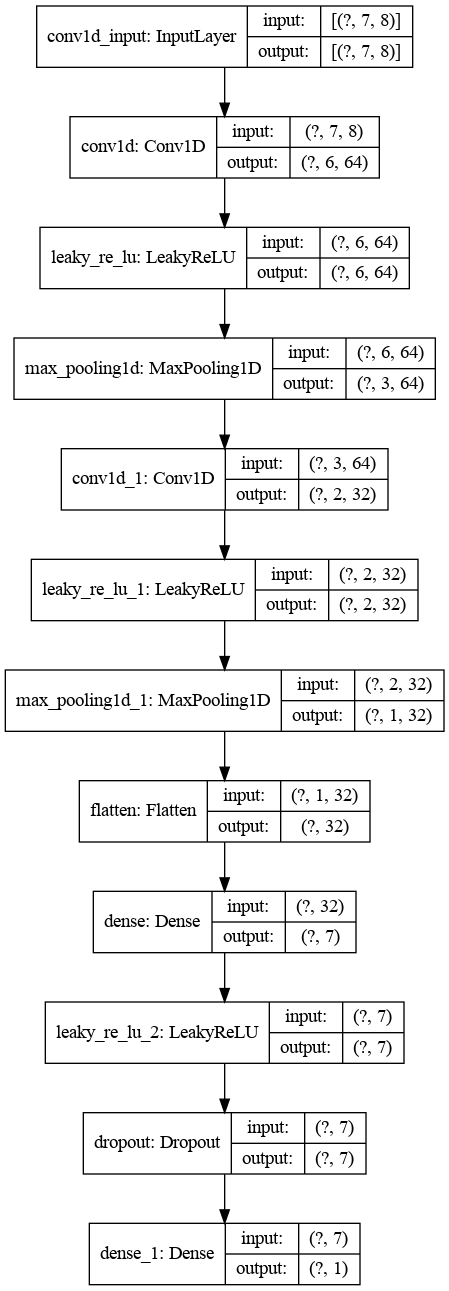 conv1d_input: InputLayer
input: [(?, 7, 8)]
output: [(?, 7, 8)]
conv1d: Conv1D
input: (?, 7, 8)
output: (?, 6, 64)
leaky_re_lu: LeakyReLU
input: (?, 6, 64)
output: (?, 6, 64)
max_pooling1d: MaxPooling1D
input: (?, 6, 64)
output: (?, 3, 64)
conv1d_1: Conv1D
input: (?, 3, 64)
output: (?, 2, 32)
leaky_re_lu_1: LeakyReLU
input: (?, 2, 32)
output: (?, 2, 32)
max_pooling1d_1: MaxPooling1D
input: (?, 2, 32)
output: (?, 1, 32)
flatten: Flatten
input: (?, 1, 32)
output: (?, 32)
dense: Dense
input: (?, 32)
output: (?, 7)
leaky_re_lu_2: LeakyReLU
input: (?, 7)
output: (?, 7)
dropout: Dropout
input: (?, 7)
output: (?, 7)
dense_1: Dense
input: (?, 7)
output: (?, 1)